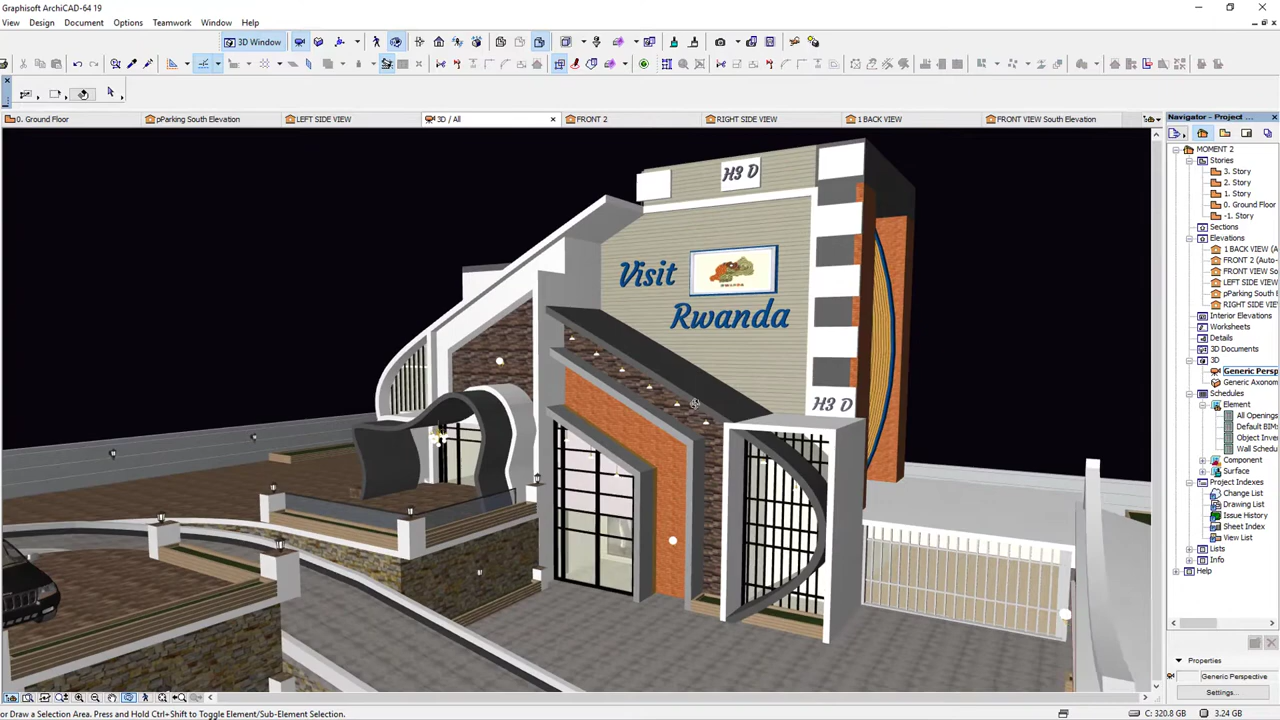 Graphisoft ArchiCAD-64 19
View Design Document Options Teamwork Window Help
3D Window
0. Ground Floor
pParking South Elevation
LEFT SIDE VIEW
3D / All
FRONT 2
RIGHT SIDE VIEW
1 BACK VIEW
FRONT VIEW South Elevation
Navigator - Project ...
MOMENT 2
Stories
3. Story
2. Story
1. Story
0. Ground Floor
-1. Story
Sections
Elevations
1 BACK VIEW (A
FRONT 2 (Auto-
FRONT VIEW So
LEFT SIDE VIEW
pParking South E
RIGHT SIDE VIEW
Interior Elevations
Worksheets
Details
3D Documents
3D
Generic Persp
Generic Axonom
Schedules
Element
All Openings
Default BIMx
Object Inven
Wall Schedu
Component
Surface
Project Indexes
Change List
Drawing List
Issue History
Sheet Index
View List
Lists
Info
Help
Properties
Generic Perspective
Settings...
H3 D
Visit
RWANDA
Rwanda
H3 D
or Draw a Selection Area. Press and Hold Ctrl+Shift to Toggle Element/Sub-Element Selection.
C: 320.8 GB
3.24 GB